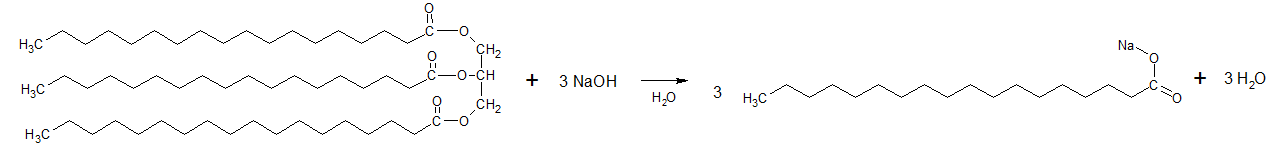 O
C O
H₃C CH₂
O
C O CH
H₃C
O CH₂
C O
H₃C
+
3 NaOH
H₂O
3
Na
O
C
O
H₃C
+
3 H₂O